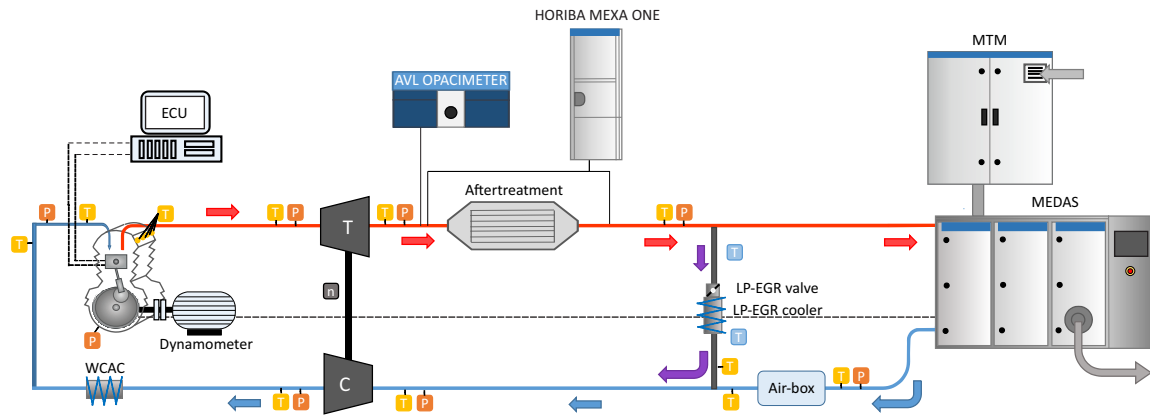 HORIBA MEXA ONE
MTM
AVL OPACIMETER
ECU
Aftertreatment
MEDAS
P
T
T
T P
T P
T P
T
T
T
n
LP-EGR valve
LP-EGR cooler
T
P
Dynamometer
WCAC
C
T
Air-box
T P
T P
T P
T